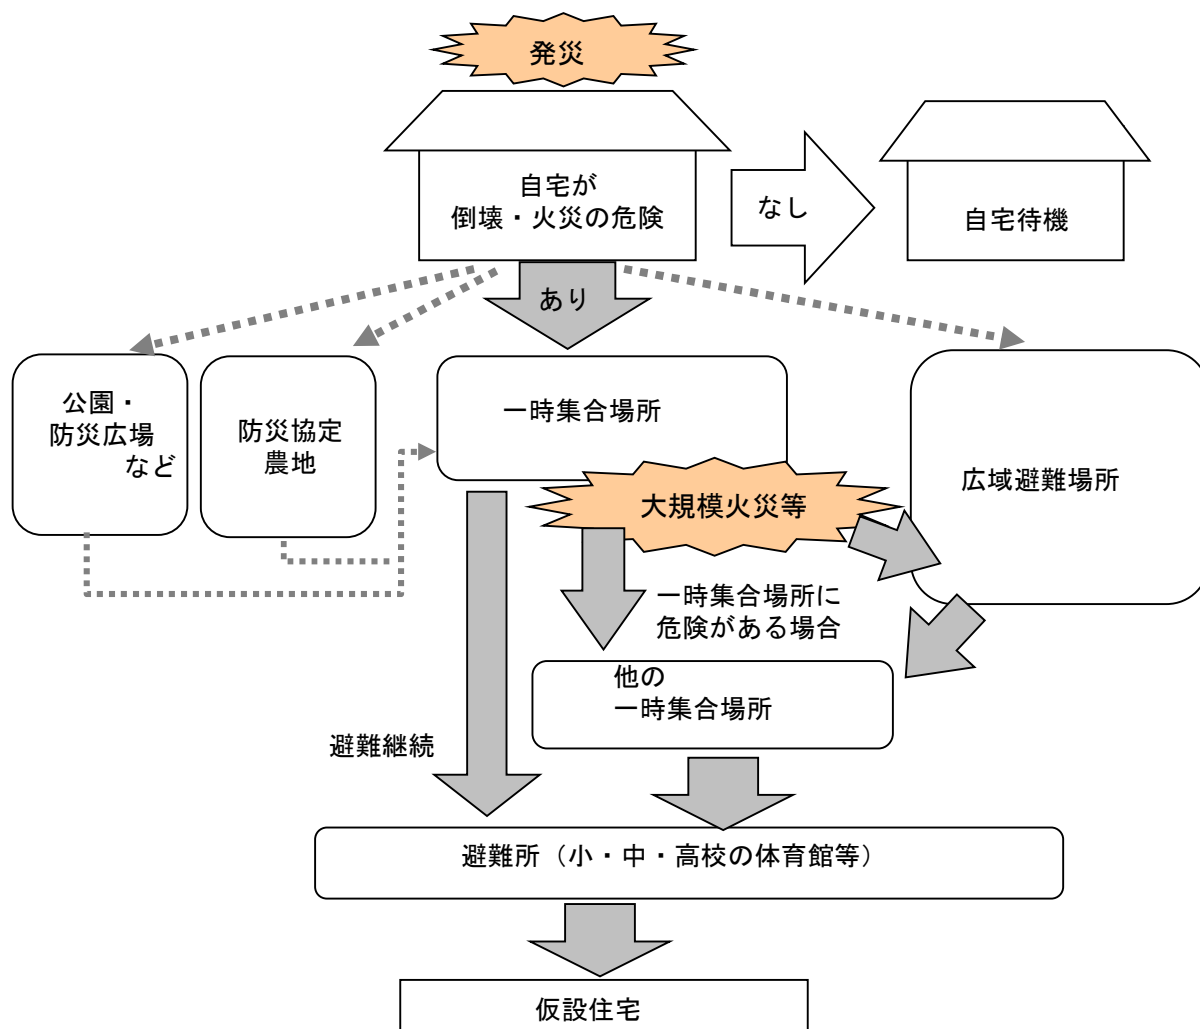 発災
自宅が
倒壊・火災の危険
なし
自宅待機
あり
公園・
防災広場
など
防災協定
農地
一時集合場所
広域避難場所
大規模火災等
一時集合場所に
危険がある場合
他の
一時集合場所
避難継続
避難所（小・中・高校の体育館等）
仮設住宅